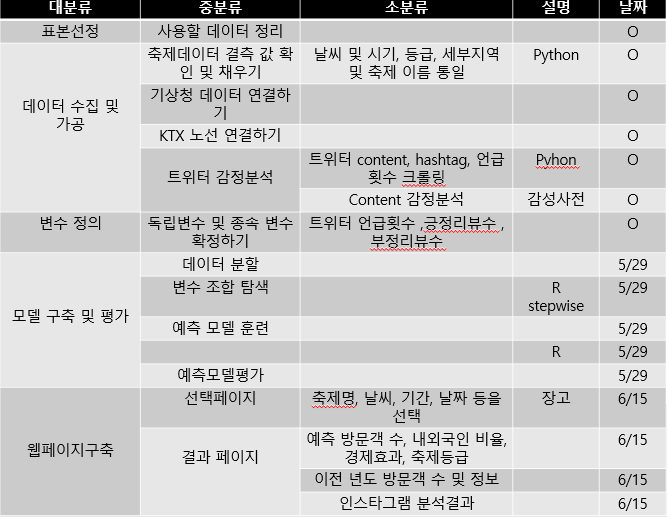 대분류 중분류 소분류 설명 날짜
표본선정 사용할 데이터 정리 O
데이터 수집 및
가공
축제데이터 결측 값 확
인 및 채우기
날씨 및 시기, 등급, 세부지역
및 축제 이름 통일
Python O
기상청 데이터 연결하
기
O
KTX 노선 연결하기 O
트위터 감정분석
트위터 content, hashtag, 언급
횟수 크롤링
Pyhon O
Content 감정분석 감성사전 O
변수 정의
독립변수 및 종속 변수
확정하기
트위터 언급횟수 ,긍정리뷰수 ,
부정리뷰수
O
모델 구축 및 평가
데이터 분할 5/29
변수 조합 탐색
R
stepwise
5/29
예측 모델 훈련 5/29
R 5/29
예측모델평가 5/29
웹페이지구축
선택페이지
축제명, 날씨, 기간, 날짜 등을
선택
장고 6/15
결과 페이지
예측 방문객 수, 내외국인 비율,
경제효과, 축제등급
6/15
이전 년도 방문객 수 및 정보 6/15
인스타그램 분석결과 6/15